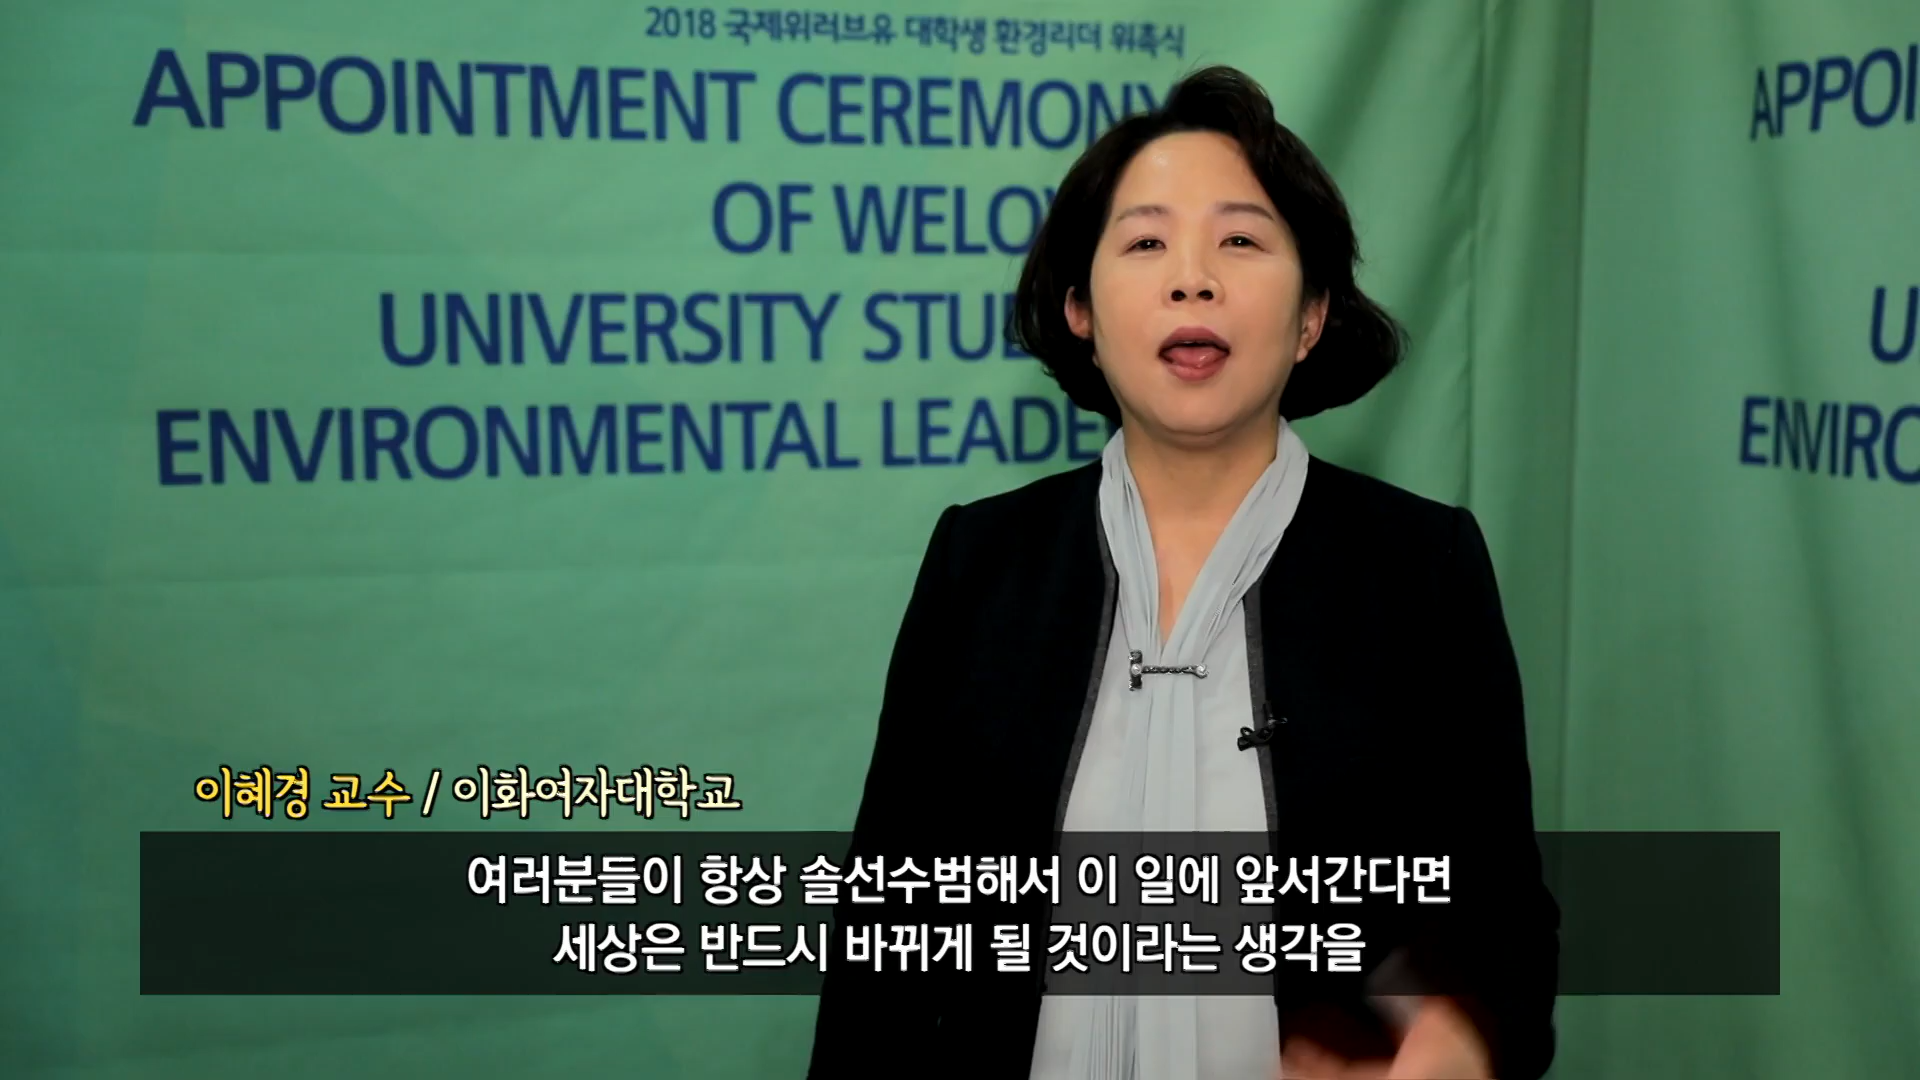 2018 국제위러브유 대학생 환경리더 위촉식
APPOINTMENT CEREMONY
OF WELOV
UNIVERSITY STUD
ENVIRONMENTAL LEADE
APPOI
U
ENVIRO
이혜경 교수 / 이화여자대학교
여러분들이 항상 솔선수범해서 이 일에 앞서간다면
세상은 반드시 바뀌게 될 것이라는 생각을